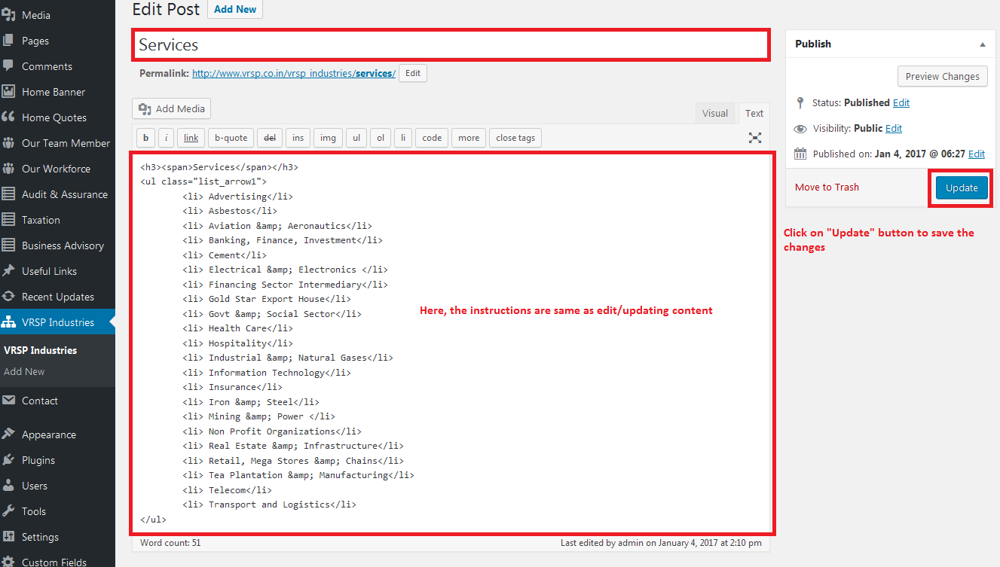 Media
Pages
Comments
Home Banner
Home Quotes
Our Team Member
Our Workforce
Audit & Assurance
Taxation
Business Advisory
Useful Links
Recent Updates
VRSP Industries
VRSP Industries
Add New
Contact
Appearance
Plugins
Users
Tools
Settings
Custom Fields
Edit Post Add New
Services
Permalink: http://www.vrsp.co.in/vrsp_industries/services/ Edit
Add Media
Visual Text
b i link b-quote del ins img ul ol li code more close tags
<h3><span>Services</span></h3>
<ul class="list_arrow1">
<li> Advertising</li>
<li> Asbestos</li>
<li> Aviation &amp; Aeronautics</li>
<li> Banking, Finance, Investment</li>
<li> Cement</li>
<li> Electrical &amp; Electronics </li>
<li> Financing Sector Intermediary</li>
<li> Gold Star Export House</li>
<li> Govt &amp; Social Sector</li>
<li> Health Care</li>
<li> Hospitality</li>
<li> Industrial &amp; Natural Gases</li>
<li> Information Technology</li>
<li> Insurance</li>
<li> Iron &amp; Steel</li>
<li> Mining &amp; Power </li>
<li> Non Profit Organizations</li>
<li> Real Estate &amp; Infrastructure</li>
<li> Retail, Mega Stores &amp; Chains</li>
<li> Tea Plantation &amp; Manufacturing</li>
<li> Telecom</li>
<li> Transport and Logistics</li>
</ul>
Here, the instructions are same as edit/updating content
Word count: 51 Last edited by admin on January 4, 2017 at 2:10 pm
Publish
Preview Changes
Status: Published Edit
Visibility: Public Edit
Published on: Jan 4, 2017 @ 06:27 Edit
Move to Trash Update
Click on "Update" button to save the
changes